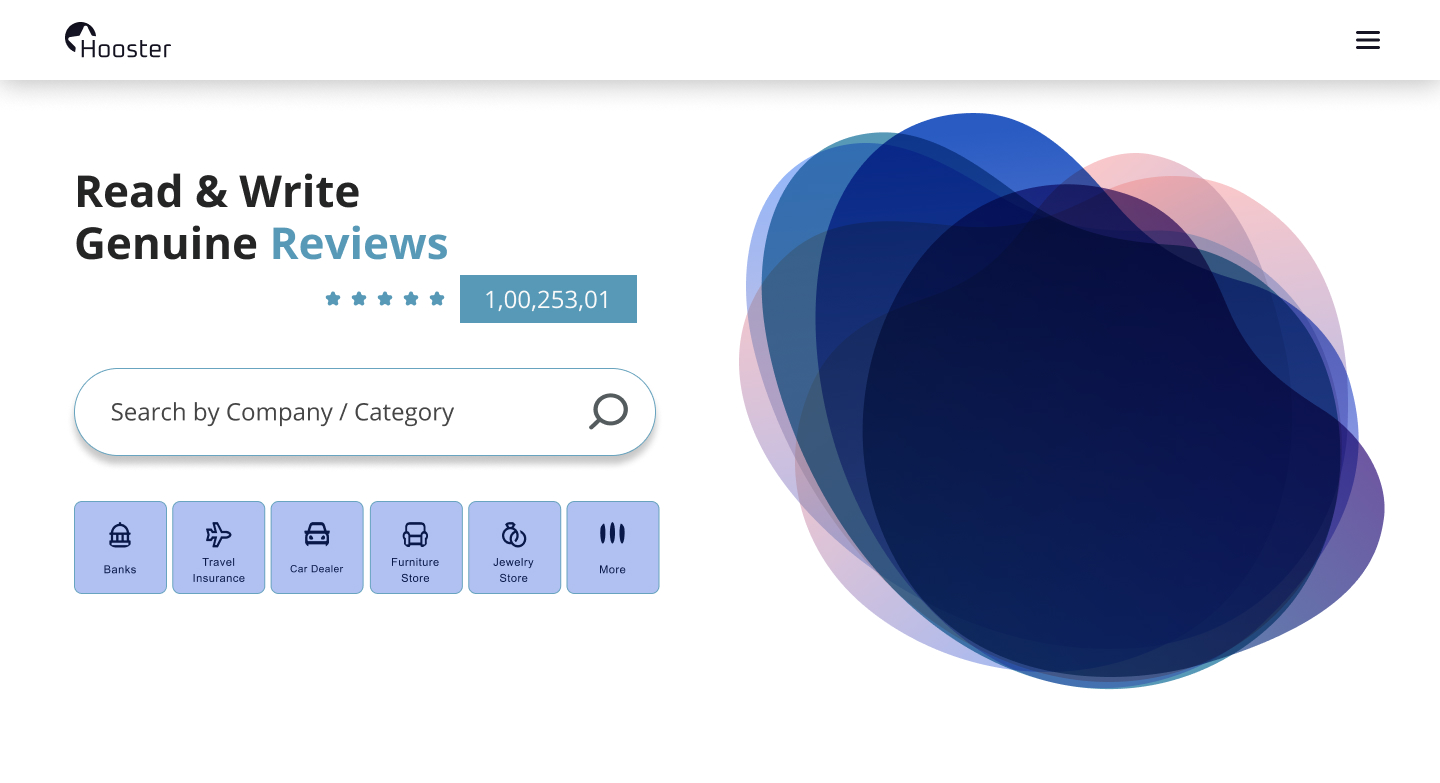 Hooster
Read & Write
Genuine Reviews
1,00,253,01
Search by Company / Category
Banks
Travel
Insurance
Car Dealer
Furniture
Store
Jewelry
Store
More